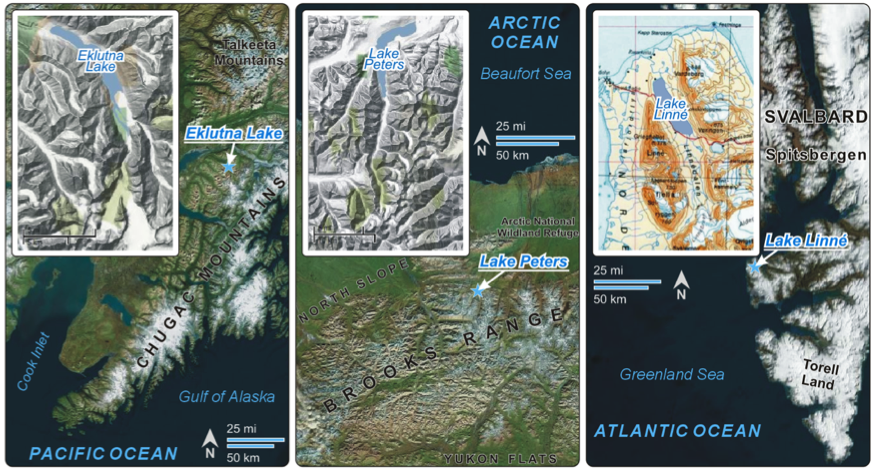 Eklutna
Lake
Talkeetna
Mountains
Eklutna Lake
CHUGAC MOUNTAINS
Cook Inlet
Gulf of Alaska
PACIFIC OCEAN
N
25 mi
50 km
Lake
Peters
ARCTIC
OCEAN
Beaufort Sea
25 mi
50 km
N
Arctic National
Wildland Refuge
Lake Peters
NORTH SLOPE
BROOKS RANGE
YUKON FLATS
Lake
Linné
SVALBARD
Spitsbergen
Lake Linné
25 mi
50 km
N
Greenland Sea
Torell
Land
ATLANTIC OCEAN